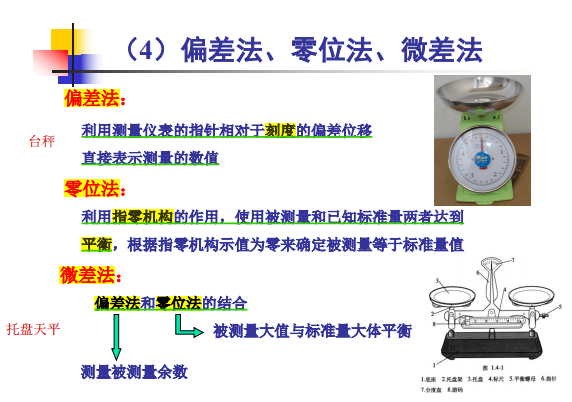 （4）偏差法、零位法、微差法
偏差法：
台秤
利用测量仪表的指针相对于刻度的偏差位移
直接表示测量的数值
零位法：
利用指零机构的作用，使用被测量和已知标准量两者达到
平衡，根据指零机构示值为零来确定被测量等于标准量值
微差法：
偏差法和零位法的结合
托盘天平
被测量大值与标准量大体平衡
测量被测量余数
7
6
3
4
5
2
8
1
图 1.4-1
1.底座 2.托盘架 3.托盘 4.标尺 5.平衡螺母 6.指针
7.分度盘 8.游码